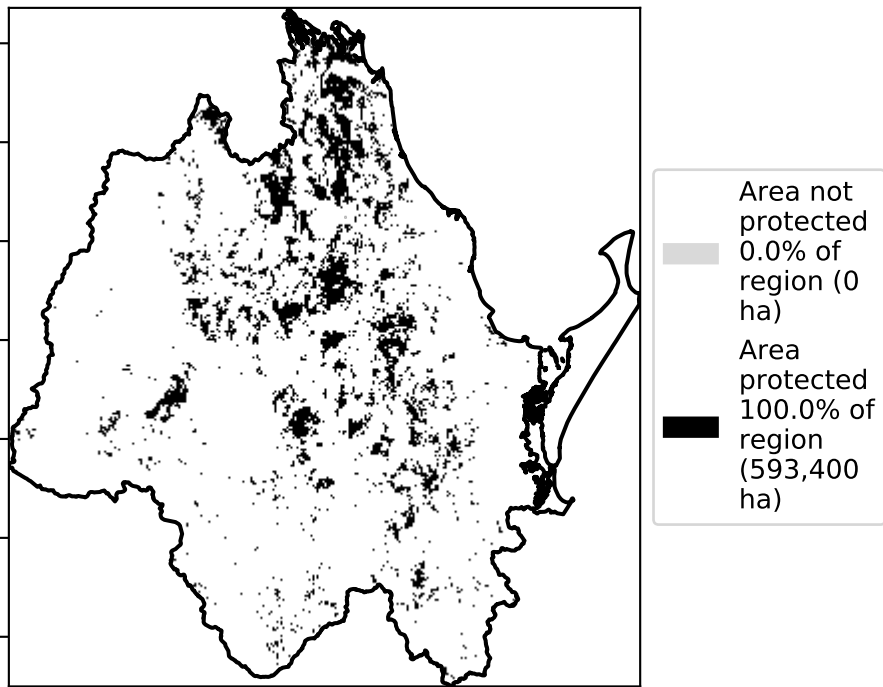 Area not
protected
0.0% of
region (0
ha)
Area
protected
100.0% of
region
(593,400
ha)